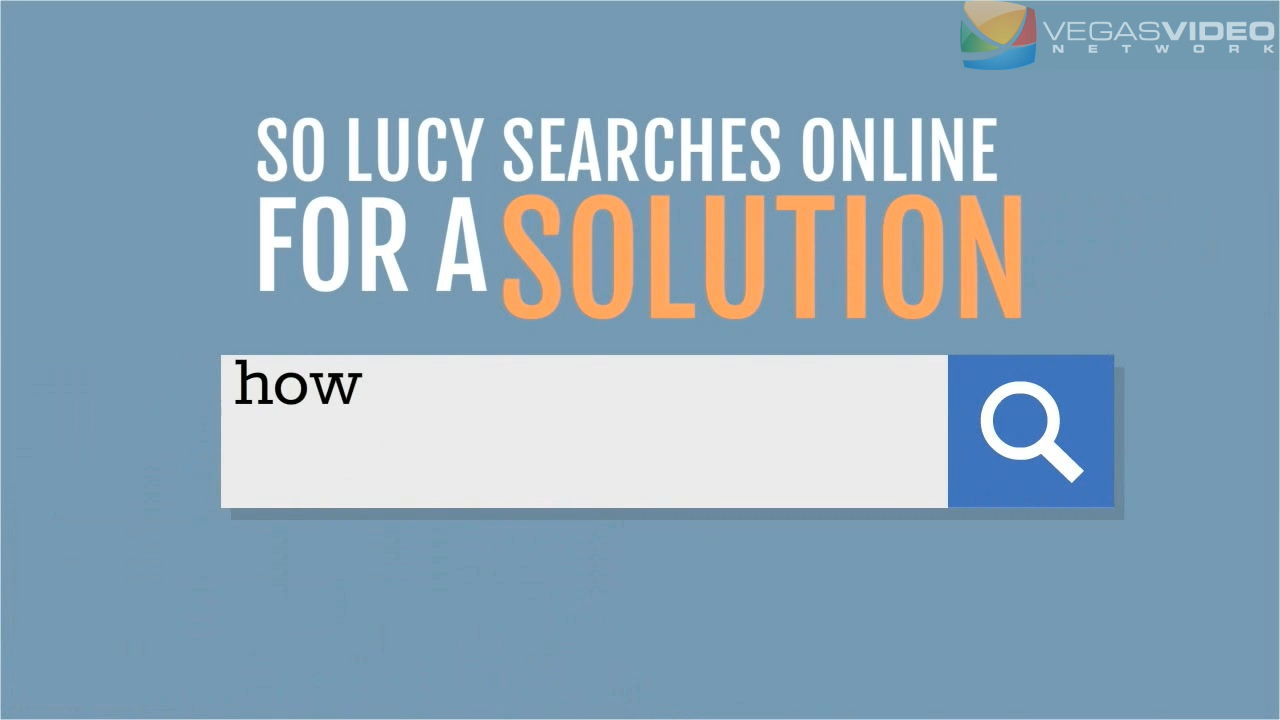 VEGASVIDEO
NETWORK
SO LUCY SEARCHES ONLINE
FOR A SOLUTION
how